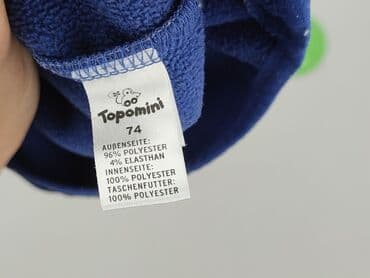 Topomini
74
AUßENSEITE:
96% POLYESTER
4% ELASTHAN
INNENSEITE:
100% POLYESTER
TASCHENFUTTER:
100% POLYESTER